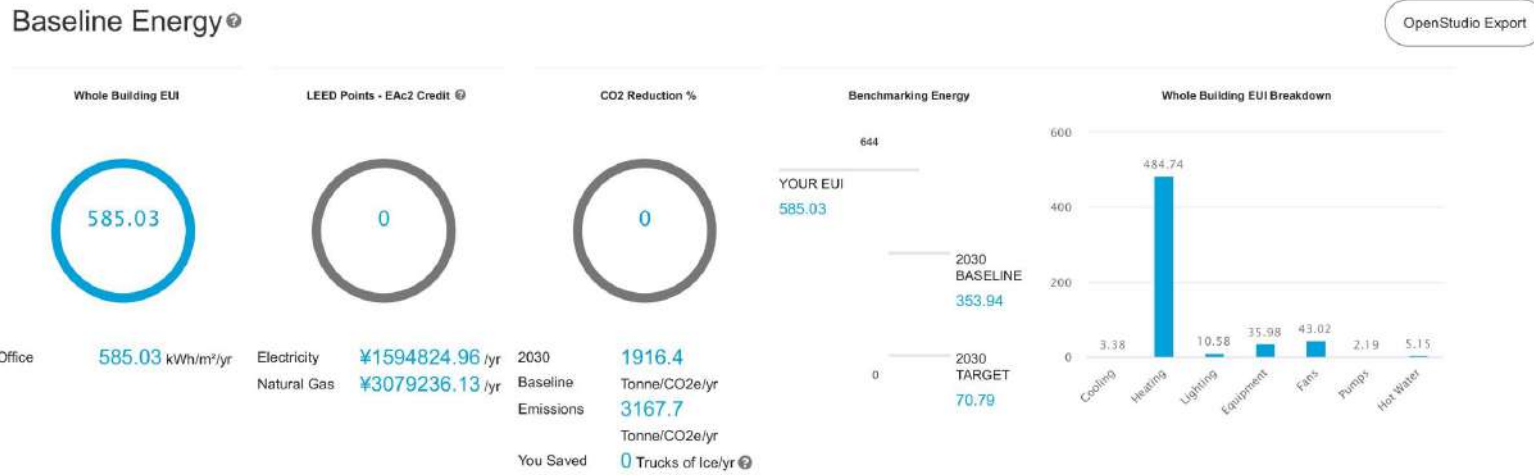 Baseline Energy
OpenStudio Export
Whole Building EUI
585.03
Office 585.03 kWh/m²/yr
LEED Points - EAc2 Credit
0
Electricity ¥1594824.96 /yr
Natural Gas ¥3079236.13 /yr
CO2 Reduction %
0
2030 1916.4
Baseline Tonne/CO2e/yr
Emissions 3167.7
Tonne/CO2e/yr
You Saved 0 Trucks of Ice/yr
Benchmarking Energy
644
YOUR EUI
585.03
2030
BASELINE
353.94
2030
TARGET
70.79
0
Whole Building EUI Breakdown
600
400
200
0
3.38
484.74
10.58
35.98
43.02
2.19
5.15
Cooling
Heating
Lighting
Equipment
Fans
Pumps
Hot Water